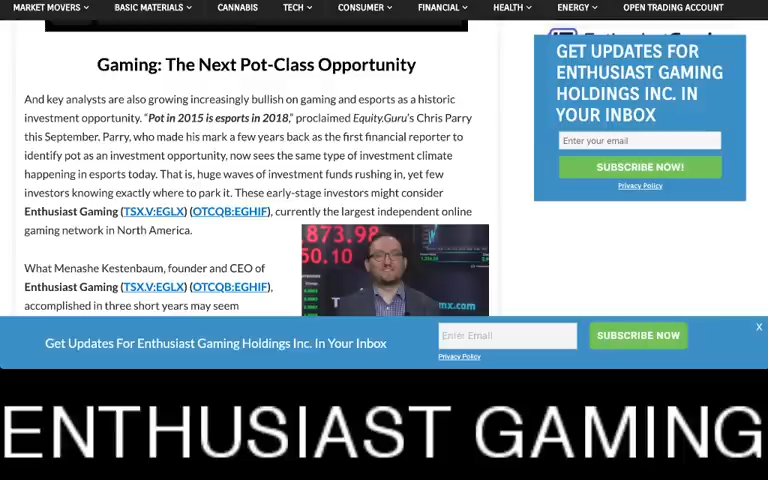 MARKET MOVERS BASIC MATERIALS CANNABIS TECH CONSUMER FINANCIAL HEALTH ENERGY OPEN TRADING ACCOUNT
Gaming: The Next Pot-Class Opportunity
And key analysts are also growing increasingly bullish on gaming and esports as a historic
investment opportunity. “Pot in 2015 is esports in 2018,” proclaimed Equity.Guru’s Chris Parry
this September. Parry, who made his mark a few years back as the first financial reporter to
identify pot as an investment opportunity, now sees the same type of investment climate
happening in esports today. That is, huge waves of investment funds rushing in, yet few
investors knowing exactly where to park it. These early-stage investors might consider
Enthusiast Gaming (TSX.V:EGLX) (OTCQB:EGHIF), currently the largest independent online
gaming network in North America.
What Menashe Kestenbaum, founder and CEO of
Enthusiast Gaming (TSX.V:EGLX) (OTCQB:EGHIF),
accomplished in three short years may seem
873.98
50.10
mx.com
GET UPDATES FOR
ENTHUSIAST GAMING
HOLDINGS INC. IN
YOUR INBOX
Enter your email
SUBSCRIBE NOW!
Privacy Policy
Get Updates For Enthusiast Gaming Holdings Inc. In Your Inbox
Enter Email
SUBSCRIBE NOW
X
Privacy Policy
ENTHUSIAST GAMING